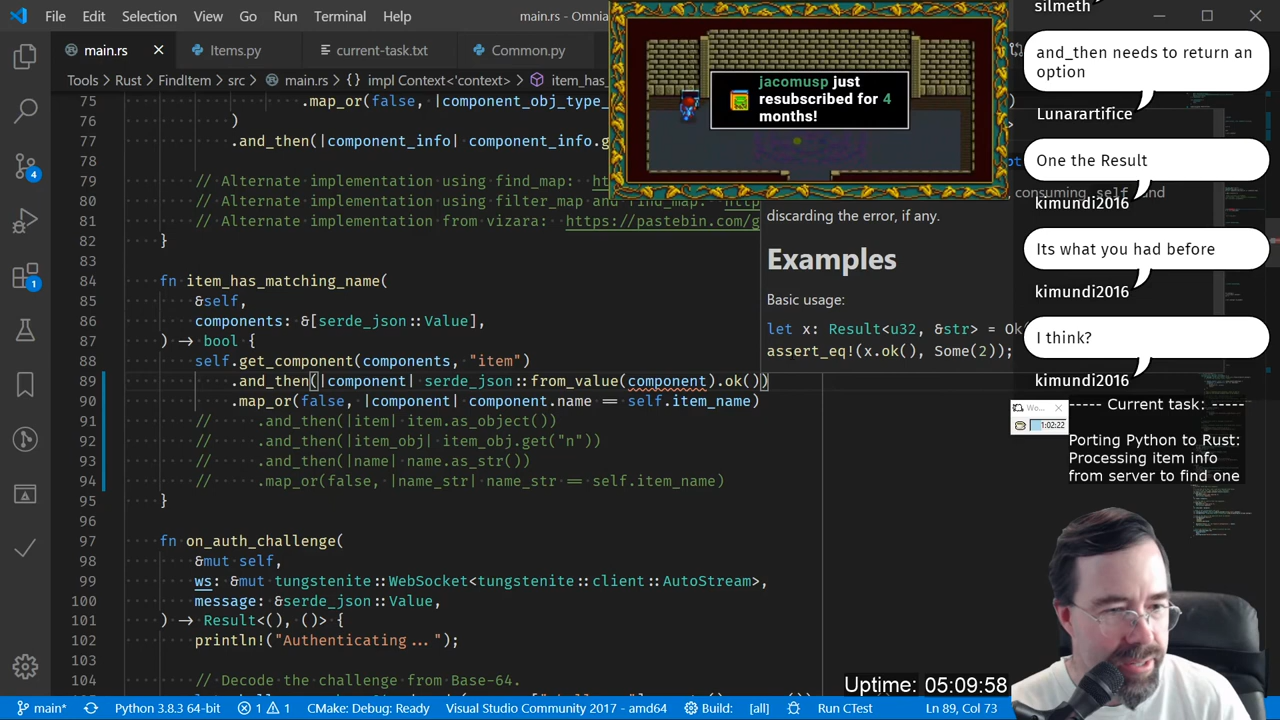 File Edit Selection View Go Run Terminal Help
main.rs - Omnia
main.rs
Items.py
current-task.txt
Common.py
Tools > Rust > FindItem > src > main.rs > {} impl Context<'context> > item_has
75 .map_or(false, |component_obj_type_
76 )
77 .and_then(|component_info| component_info.g
78
79 // Alternate implementation using find_map:
80 // Alternate implementation using filter_map and find_map:
81 // Alternate implementation from vizara: https://pastebin.com/g
82 }
83
84 fn item_has_matching_name(
85 &self,
86 components: &[serde_json::Value],
87 ) → bool {
88 self.get_component(components, "item")
89 .and_then(|component| serde_json::from_value(component).ok())
90 .map_or(false, |component| component.name == self.item_name)
91 // .and_then(|item| item.as_object())
92 // .and_then(|item_obj| item_obj.get("n"))
93 // .and_then(|name| name.as_str())
94 // .map_or(false, |name_str| name_str == self.item_name)
95 }
96
97 fn on_auth_challenge(
98 &mut self,
99 ws: &mut tungstenite::WebSocket<tungstenite::client::AutoStream>,
100 message: &serde_json::Value,
101 ) → Result<(), ()> {
102 println!("Authenticating...");
103
104 // Decode the challenge from Base-64.
jacomusp just
resubscribed for 4
months!
consuming self and
discarding the error, if any.
Examples
Basic usage:
let x: Result<u32, &str> = Ok(
assert_eq!(x.ok(), Some(2));
silmeth
and_then needs to return an
option
Lunarartifice
One the Result
kimundi2016
Its what you had before
kimundi2016
I think?
kimundi2016
1:02:22
----- Current task: -----
Porting Python to Rust:
Processing item info
from server to find one
Uptime: 05:09:58
4
1
main* Python 3.8.3 64-bit 1 1 CMake: Debug: Ready Visual Studio Community 2017 - amd64 Build: [all] Run CTest Ln 89, Col 73